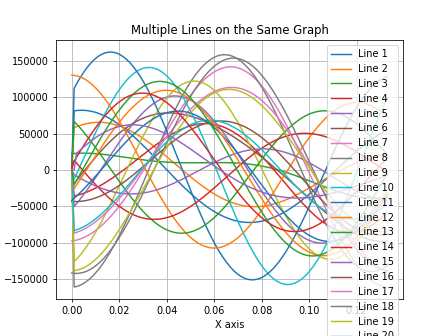 Multiple Lines on the Same Graph
150000
100000
50000
0
−50000
−100000
−150000
0.00
0.02
0.04
0.06
0.08
0.10
X axis
Line 1
Line 2
Line 3
Line 4
Line 5
Line 6
Line 7
Line 8
Line 9
Line 10
Line 11
Line 12
Line 13
Line 14
Line 15
Line 16
Line 17
Line 18
Line 19
Line 20